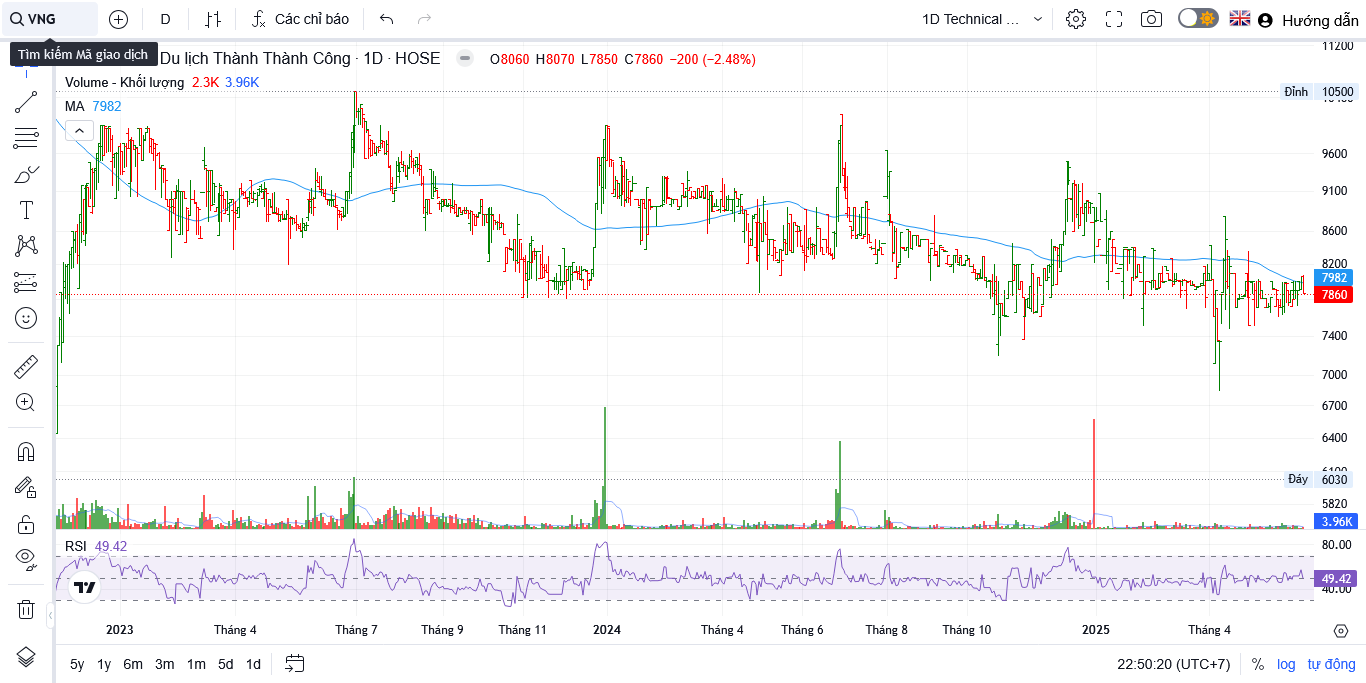 VNG
D
Các chỉ báo
1D Technical ...
Hướng dẫn
Tìm kiếm Mã giao dịch
Du lịch Thành Thành Công · 1D · HOSE
O8060 H8070 L7850 C7860 −200 (−2.48%)
Volume - Khối lượng 2.3K 3.96K
MA 7982
11200
Đỉnh 10500
9600
9100
8600
8200
7982
7860
7400
7000
6700
6400
6100
Đáy 6030
5820
3.96K
RSI 49.42
80.00
49.42
40.00
2023 Tháng 4 Tháng 7 Tháng 9 Tháng 11 2024 Tháng 4 Tháng 6 Tháng 8 Tháng 10 2025 Tháng 4
5y 1y 6m 3m 1m 5d 1d
22:50:20 (UTC+7) % log tự động